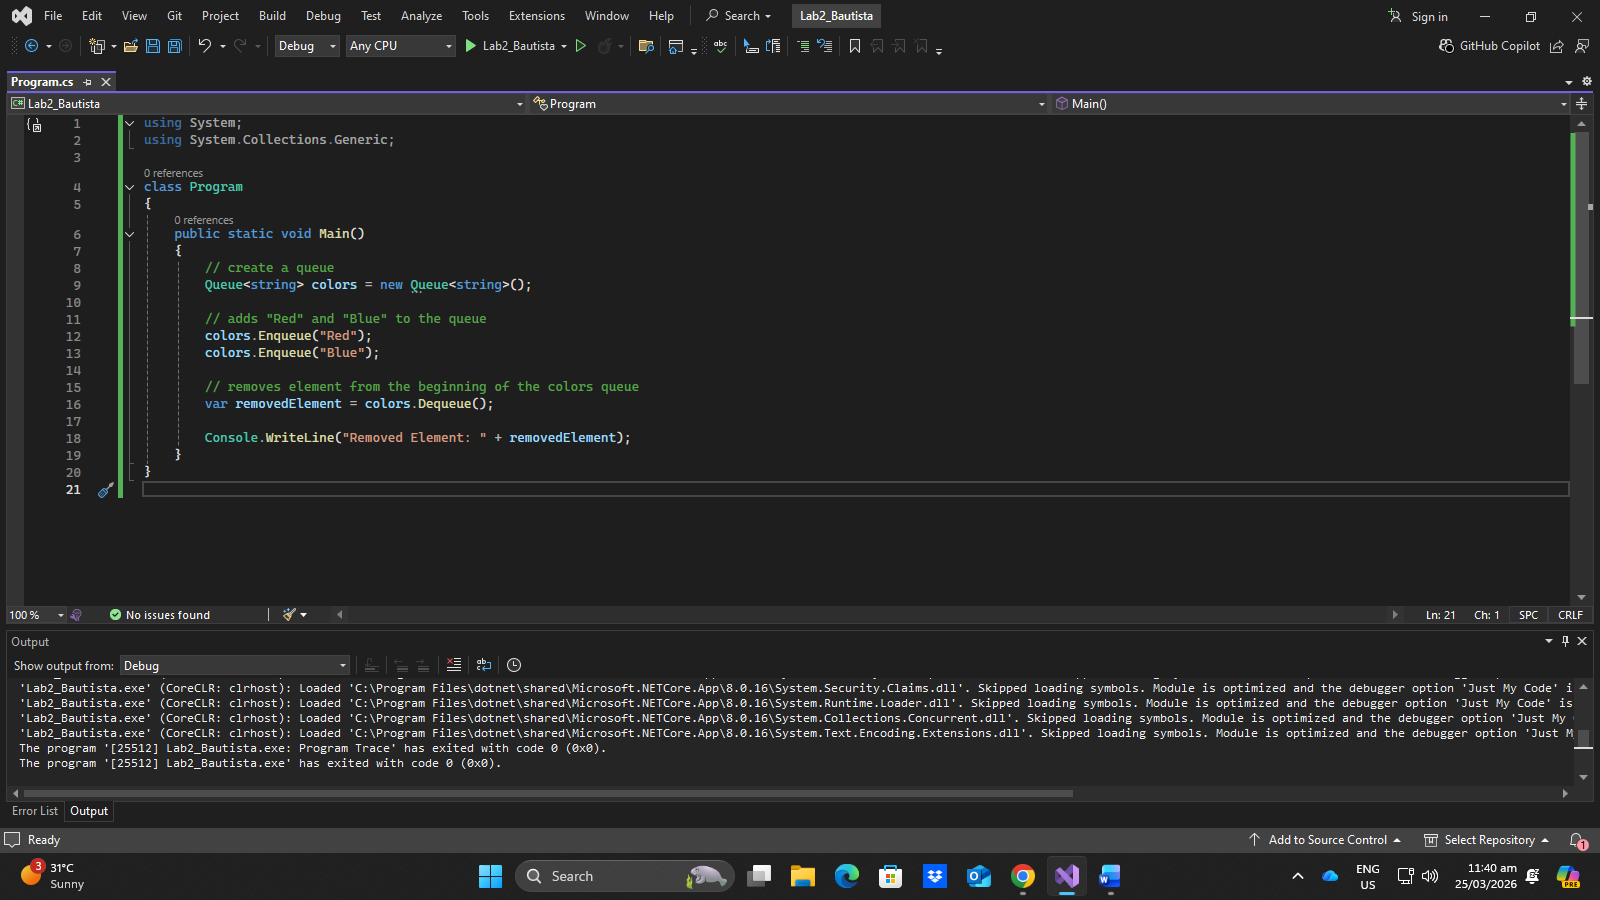 File Edit View Git Project Build Debug Test Analyze Tools Extensions Window Help Search Lab2_Bautista Sign in
Debug Any CPU Lab2_Bautista GitHub Copilot
Program.cs
Lab2_Bautista Program Main()
1 using System;
2 using System.Collections.Generic;
3
0 references
4 class Program
5 {
0 references
6 public static void Main()
7 {
8 // create a queue
9 Queue<string> colors = new Queue<string>();
10
11 // adds "Red" and "Blue" to the queue
12 colors.Enqueue("Red");
13 colors.Enqueue("Blue");
14
15 // removes element from the beginning of the colors queue
16 var removedElement = colors.Dequeue();
17
18 Console.WriteLine("Removed Element: " + removedElement);
19 }
20 }
21
100 % No issues found Ln: 21 Ch: 1 SPC CRLF
Output
Show output from: Debug
'Lab2_Bautista.exe' (CoreCLR: clrhost): Loaded 'C:\Program Files\dotnet\shared\Microsoft.NETCore.App\8.0.16\System.Security.Claims.dll'. Skipped loading symbols. Module is optimized and the debugger option 'Just My Code' i
'Lab2_Bautista.exe' (CoreCLR: clrhost): Loaded 'C:\Program Files\dotnet\shared\Microsoft.NETCore.App\8.0.16\System.Runtime.Loader.dll'. Skipped loading symbols. Module is optimized and the debugger option 'Just My Code' is
'Lab2_Bautista.exe' (CoreCLR: clrhost): Loaded 'C:\Program Files\dotnet\shared\Microsoft.NETCore.App\8.0.16\System.Collections.Concurrent.dll'. Skipped loading symbols. Module is optimized and the debugger option 'Just My
'Lab2_Bautista.exe' (CoreCLR: clrhost): Loaded 'C:\Program Files\dotnet\shared\Microsoft.NETCore.App\8.0.16\System.Text.Encoding.Extensions.dll'. Skipped loading symbols. Module is optimized and the debugger option 'Just M
The program '[25512] Lab2_Bautista.exe: Program Trace' has exited with code 0 (0x0).
The program '[25512] Lab2_Bautista.exe' has exited with code 0 (0x0).
Error List Output
Ready Add to Source Control Select Repository 1
3 31°C Search ENG 11:40 am
Sunny US 25/03/2026 PRE